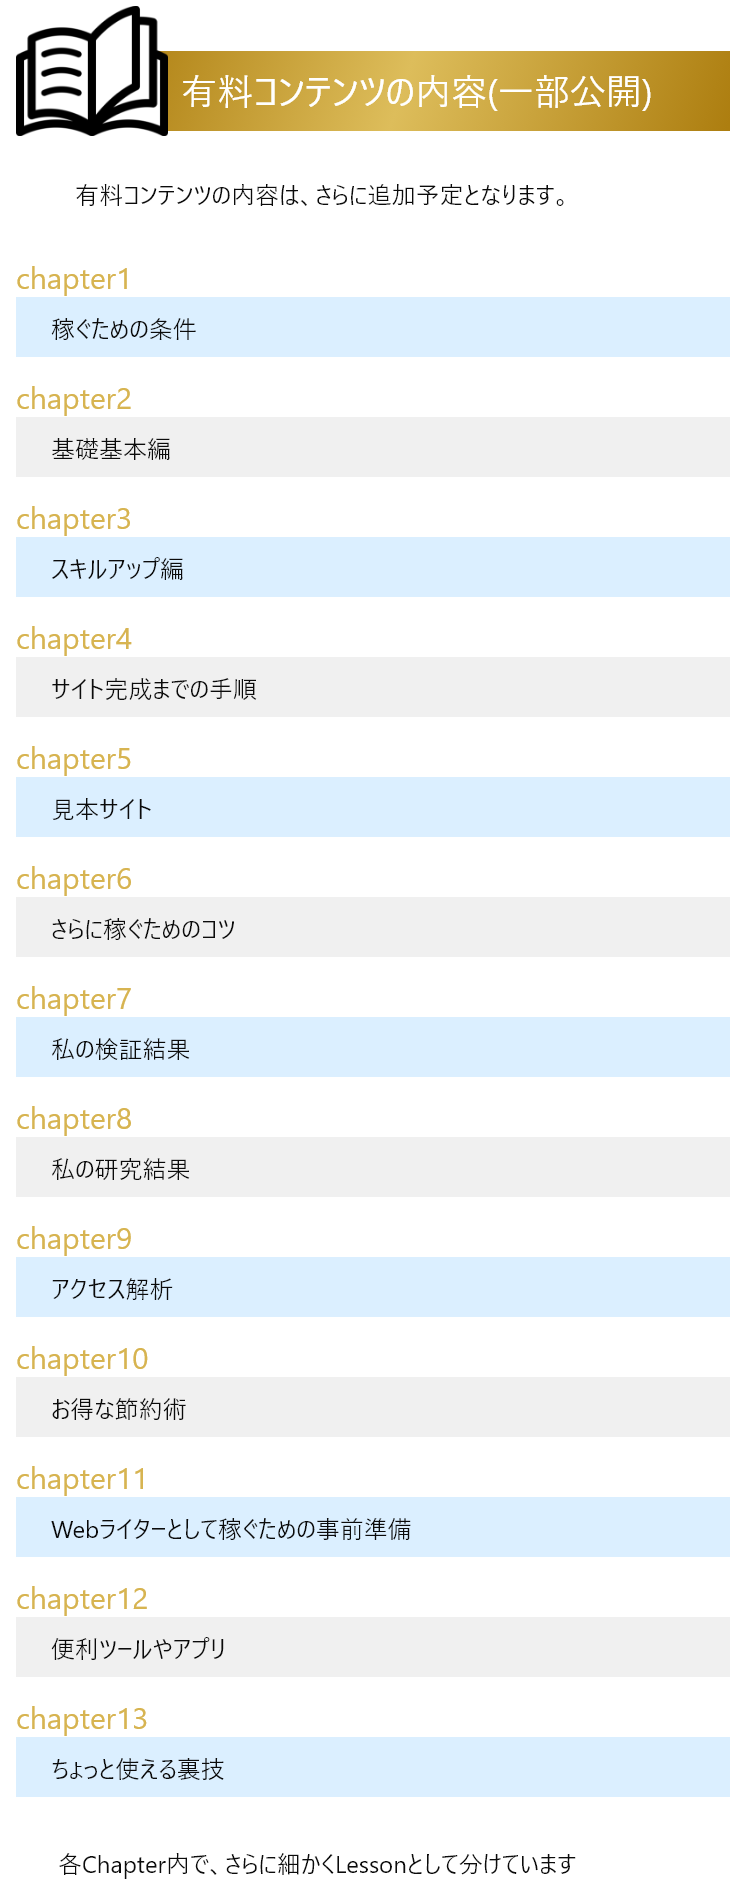 有料コンテンツの内容(一部公開)
有料コンテンツの内容は、さらに追加予定となります。
chapter1
稼ぐための条件
chapter2
基礎基本編
chapter3
スキルアップ編
chapter4
サイト完成までの手順
chapter5
見本サイト
chapter6
さらに稼ぐためのコツ
chapter7
私の検証結果
chapter8
私の研究結果
chapter9
アクセス解析
chapter10
お得な節約術
chapter11
Webライターとして稼ぐための事前準備
chapter12
便利ツールやアプリ
chapter13
ちょっと使える裏技
各Chapter内で、さらに細かくLessonとして分けています